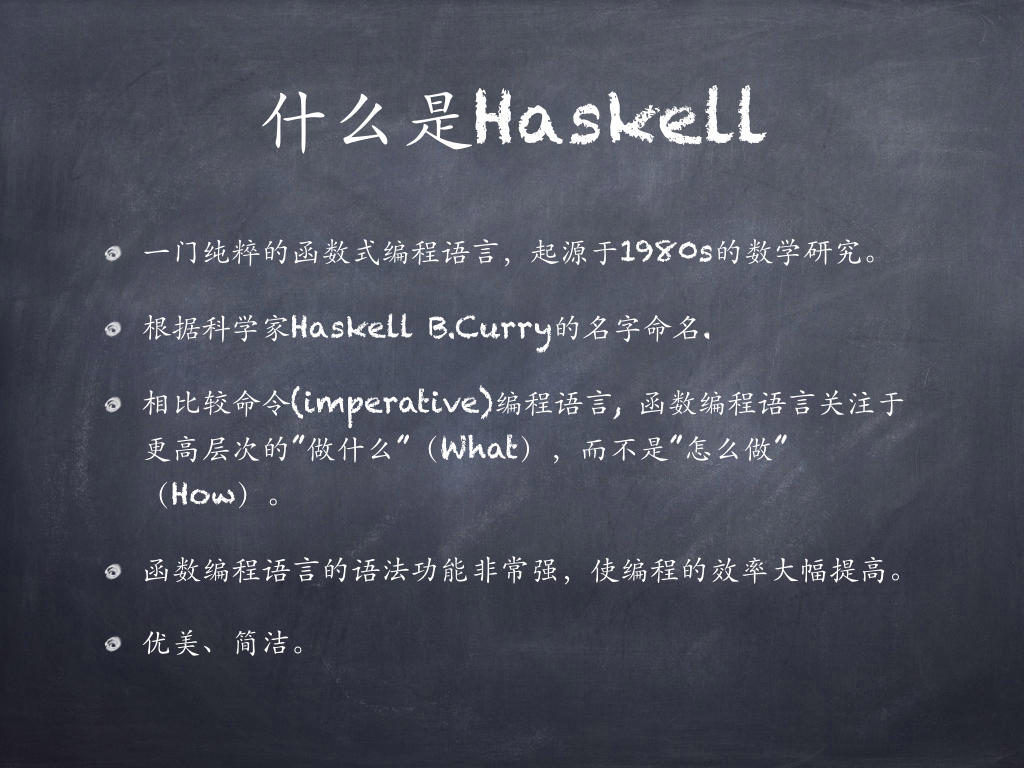 什么是Haskell
一门纯粹的函数式编程语言，起源于1980s的数学研究。
根据科学家Haskell B.Curry的名字命名.
相比较命令(imperative)编程语言, 函数编程语言关注于
更高层次的"做什么"（What），而不是"怎么做"
（How）。
函数编程语言的语法功能非常强，使编程的效率大幅提高。
优美、简洁。